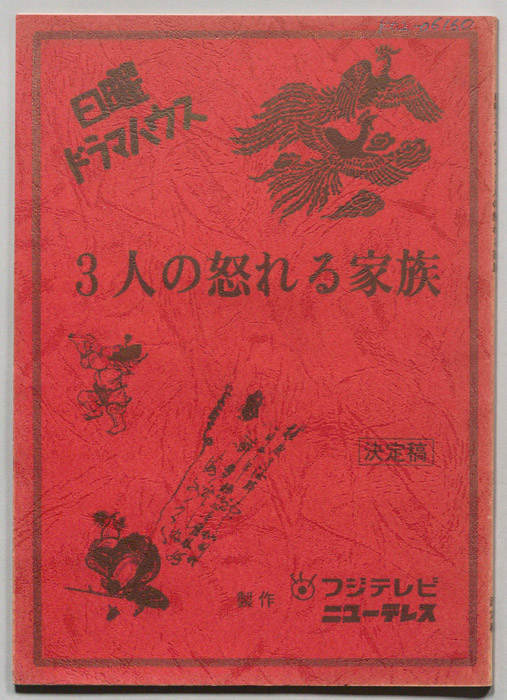 日曜
ドラマハウス
3人の怒れる家族
決定稿
製作
フジテレビ
ニューテレス